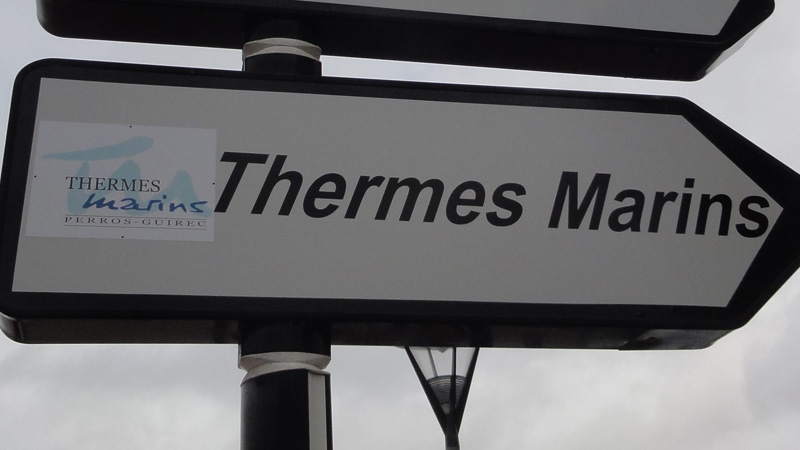 THERMES
marins
PERROS-GUIREC
Thermes Marins